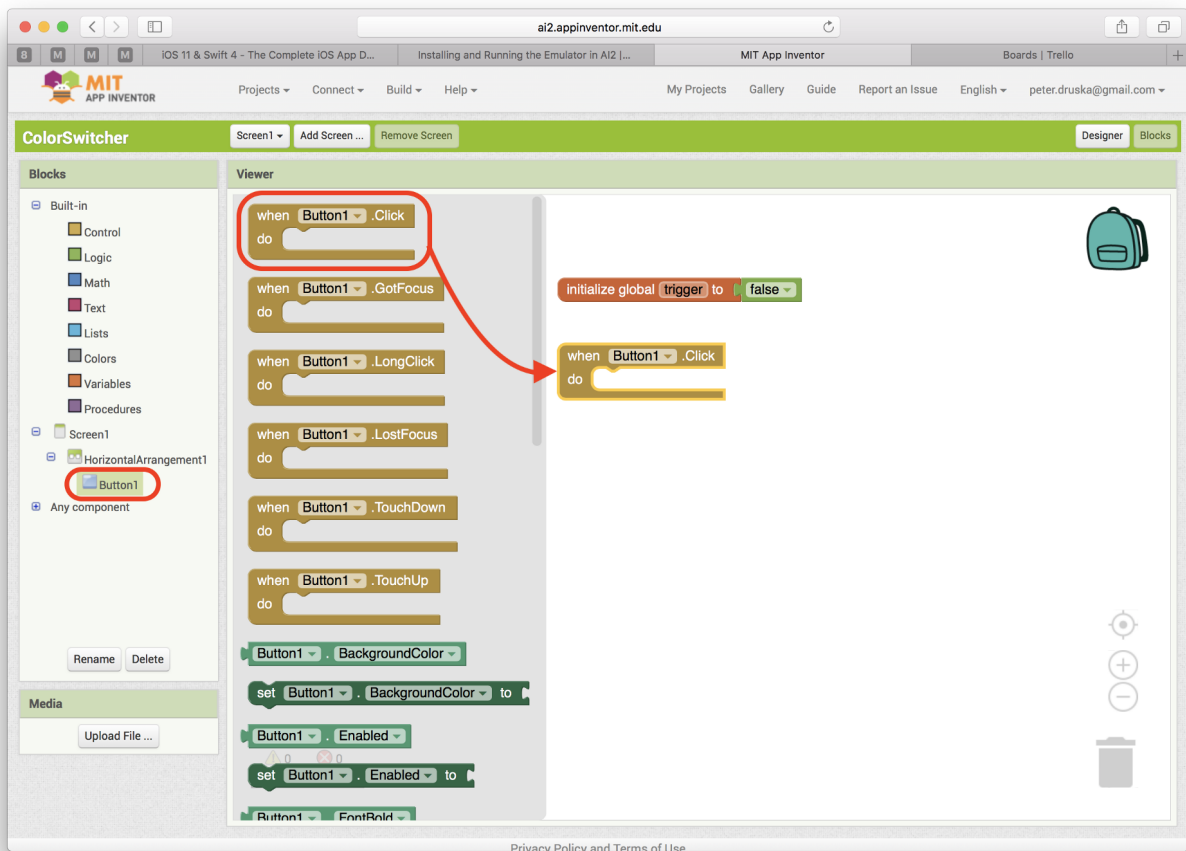 ai2.appinventor.mit.edu
8 M M M iOS 11 & Swift 4 - The Complete iOS App D... Installing and Running the Emulator in AI2 |... MIT App Inventor Boards | Trello +
MIT
APP INVENTOR
Projects Connect Build Help My Projects Gallery Guide Report an Issue English peter.druska@gmail.com
ColorSwitcher Screen1 Add Screen ... Remove Screen Designer Blocks
Blocks
Built-in
Control
Logic
Math
Text
Lists
Colors
Variables
Procedures
Screen1
HorizontalArrangement1
Button1
Any component
Rename Delete
Media
Upload File ...
Viewer
when Button1 .Click
do
when Button1 .GotFocus
do
when Button1 .LongClick
do
when Button1 .LostFocus
do
when Button1 .TouchDown
do
when Button1 .TouchUp
do
Button1 . BackgroundColor
set Button1 . BackgroundColor to
Button1 . Enabled
0 0
set Button1 . Enabled to
Button1 . FontBold
initialize global trigger to false
when Button1 .Click
do
Privacy Policy and Terms of Use